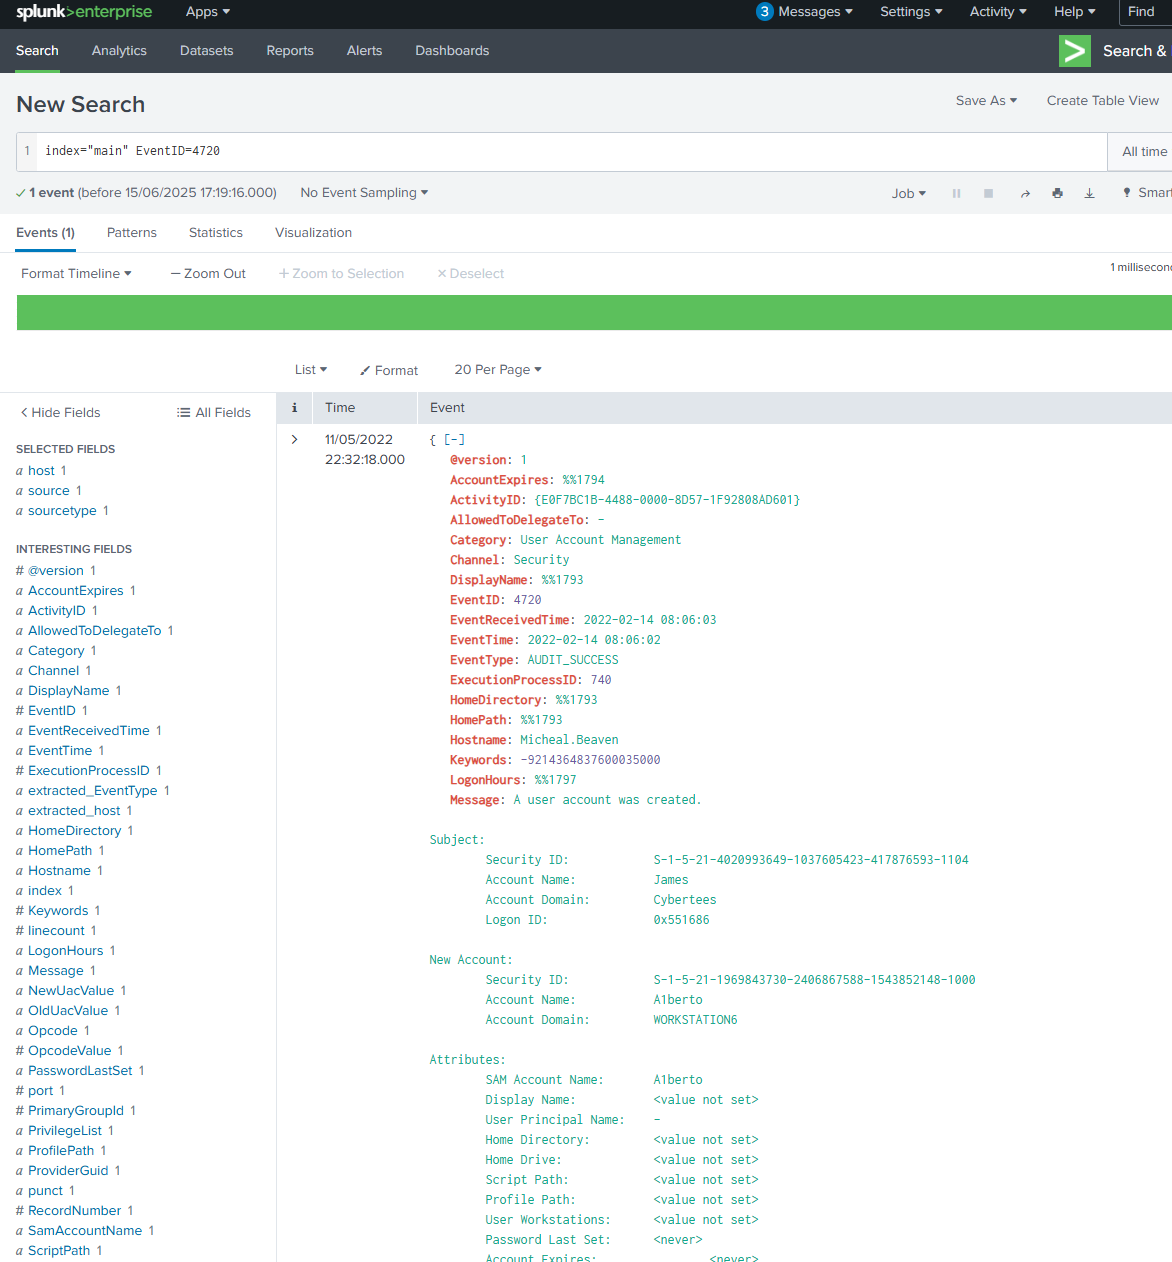 splunk>enterprise Apps 3 Messages Settings Activity Help Find
Search Analytics Datasets Reports Alerts Dashboards > Search &
New Search Save As Create Table View
1 index="main" EventID=4720 All time
✓ 1 event (before 15/06/2025 17:19:16.000) No Event Sampling Job Smart
Events (1) Patterns Statistics Visualization
Format Timeline — Zoom Out + Zoom to Selection × Deselect 1 millisecon
List Format 20 Per Page
< Hide Fields All Fields
SELECTED FIELDS
a host 1
a source 1
a sourcetype 1
INTERESTING FIELDS
# @version 1
a AccountExpires 1
a ActivityID 1
a AllowedToDelegateTo 1
a Category 1
a Channel 1
a DisplayName 1
# EventID 1
a EventReceivedTime 1
a EventTime 1
# ExecutionProcessID 1
a extracted_EventType 1
a extracted_host 1
a HomeDirectory 1
a HomePath 1
a Hostname 1
a index 1
# Keywords 1
# linecount 1
a LogonHours 1
a Message 1
a NewUacValue 1
a OldUacValue 1
a Opcode 1
# OpcodeValue 1
a PasswordLastSet 1
# port 1
# PrimaryGroupId 1
a PrivilegeList 1
a ProfilePath 1
a ProviderGuid 1
a punct 1
# RecordNumber 1
a SamAccountName 1
a ScriptPath 1
i Time Event
> 11/05/2022 { [-]
22:32:18.000
@version: 1
AccountExpires: %%1794
ActivityID: {E0F7BC1B-4488-0000-8D57-1F92808AD601}
AllowedToDelegateTo: -
Category: User Account Management
Channel: Security
DisplayName: %%1793
EventID: 4720
EventReceivedTime: 2022-02-14 08:06:03
EventTime: 2022-02-14 08:06:02
EventType: AUDIT_SUCCESS
ExecutionProcessID: 740
HomeDirectory: %%1793
HomePath: %%1793
Hostname: Micheal.Beaven
Keywords: -9214364837600035000
LogonHours: %%1797
Message: A user account was created.
Subject:
Security ID: S-1-5-21-4020993649-1037605423-417876593-1104
Account Name: James
Account Domain: Cybertees
Logon ID: 0x551686
New Account:
Security ID: S-1-5-21-1969843730-2406867588-1543852148-1000
Account Name: A1berto
Account Domain: WORKSTATION6
Attributes:
SAM Account Name: A1berto
Display Name: <value not set>
User Principal Name: -
Home Directory: <value not set>
Home Drive: <value not set>
Script Path: <value not set>
Profile Path: <value not set>
User Workstations: <value not set>
Password Last Set: <never>
Account Expires: <never>